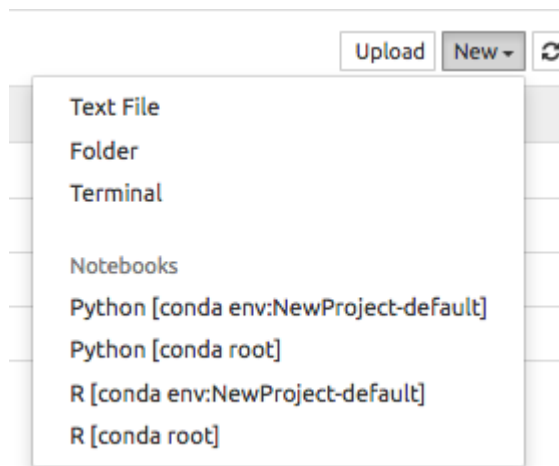 Upload New
Text File
Folder
Terminal
Notebooks
Python [conda env:NewProject-default]
Python [conda root]
R [conda env:NewProject-default]
R [conda root]